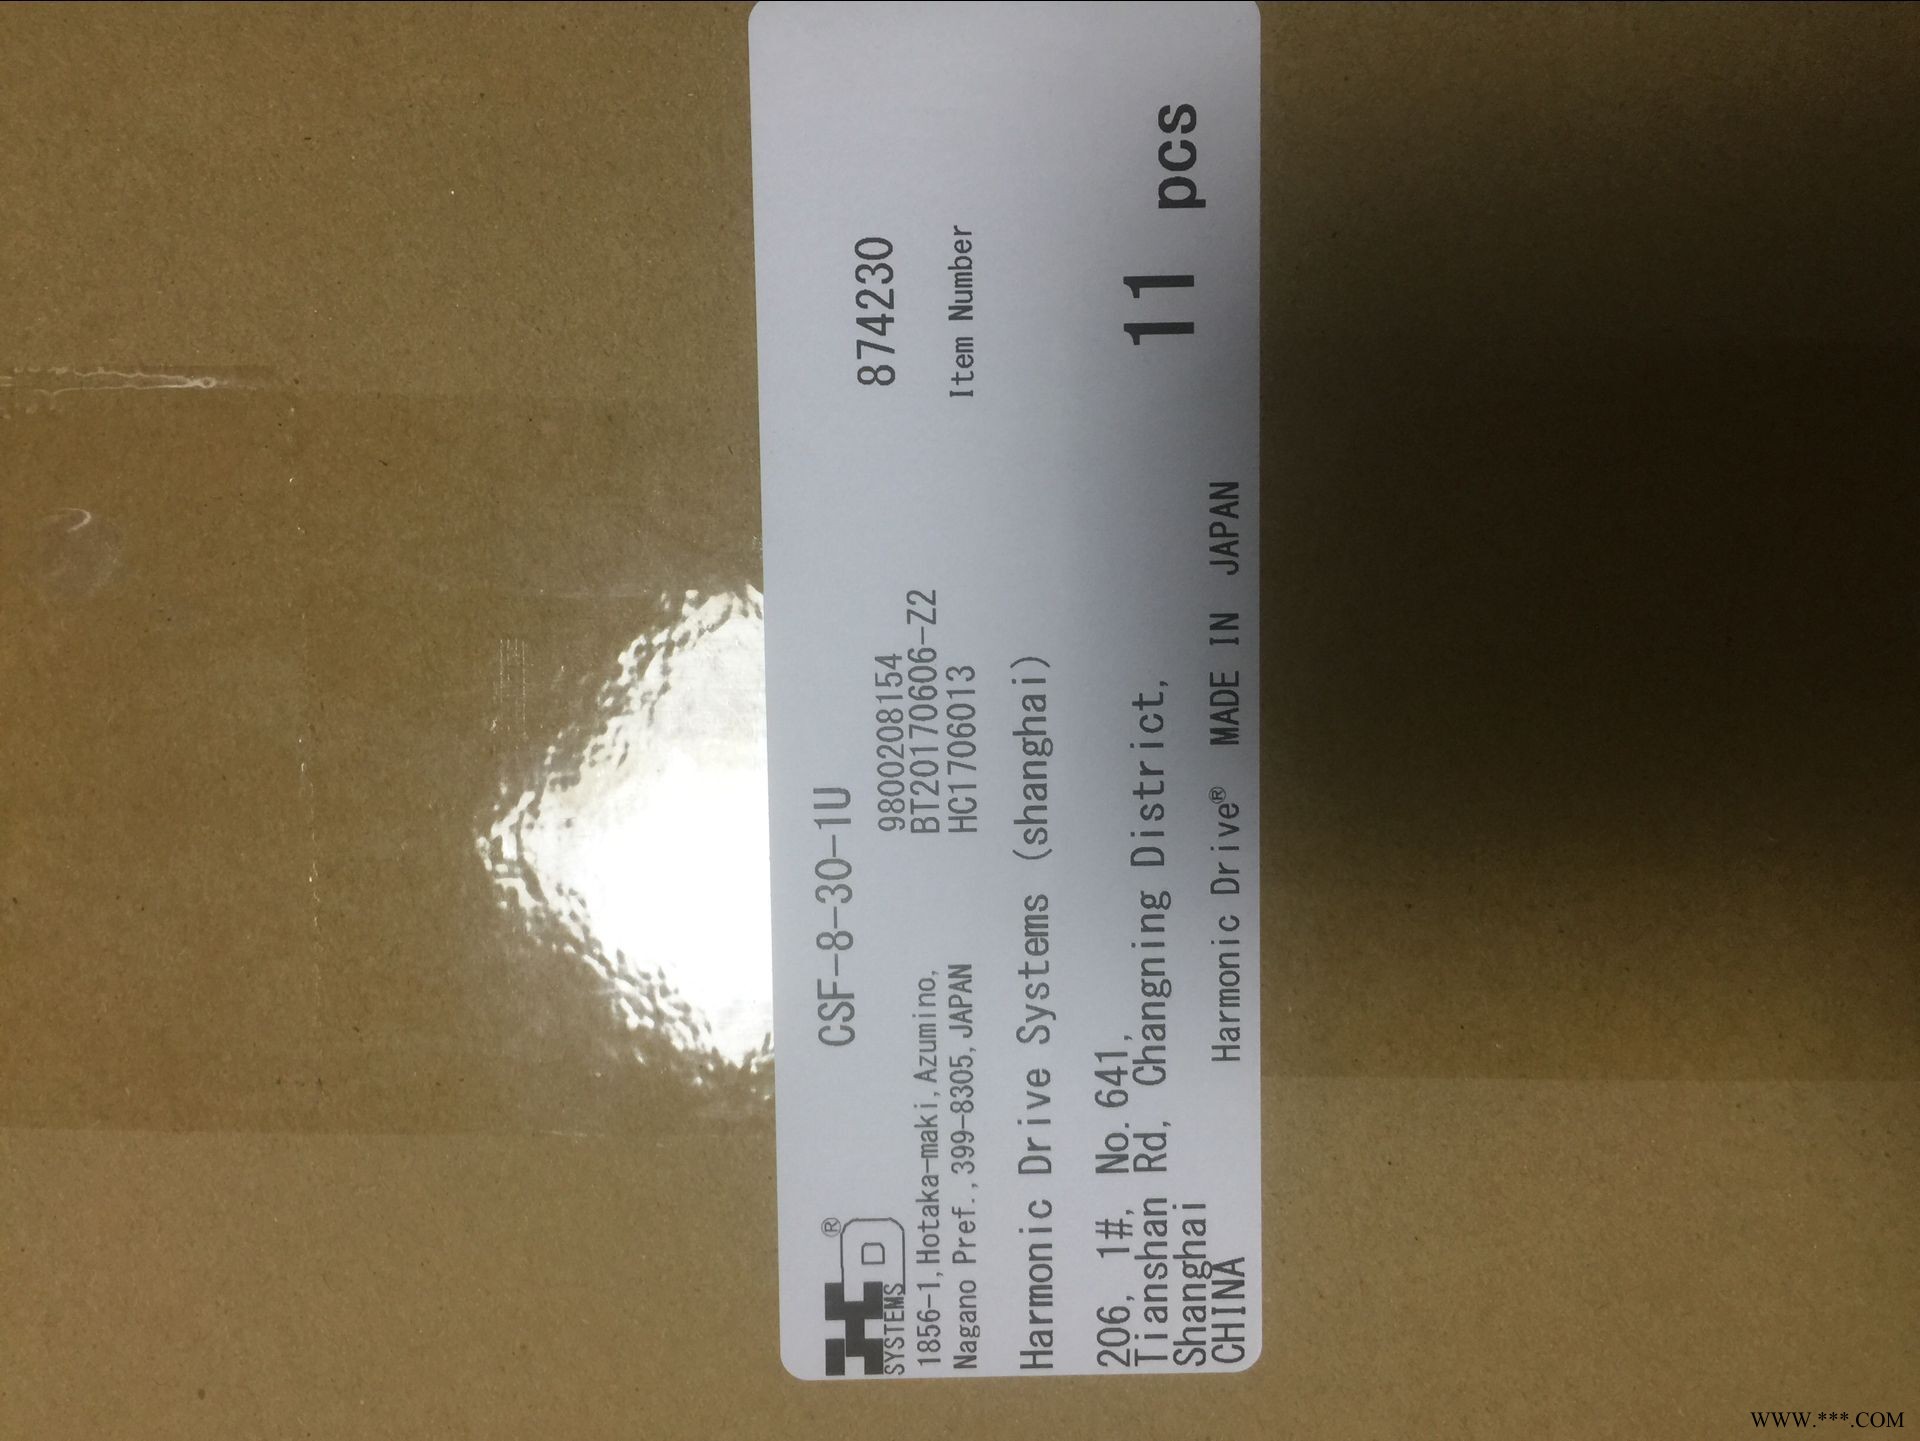 HD®
SYSTEMS
CSF-8-30-1U
874230
1856-1, Hotaka-maki, Azumino,
Nagano Pref., 399-8305, JAPAN
9800208154
BT20170606-Z2
HC1706013
Item Number
Harmonic Drive Systems (shanghai)
206, 1#, No. 641,
Tianshan Rd, Changning District,
Shanghai
CHINA
11 pcs
Harmonic Drive® MADE IN JAPAN
WWW.***.COM